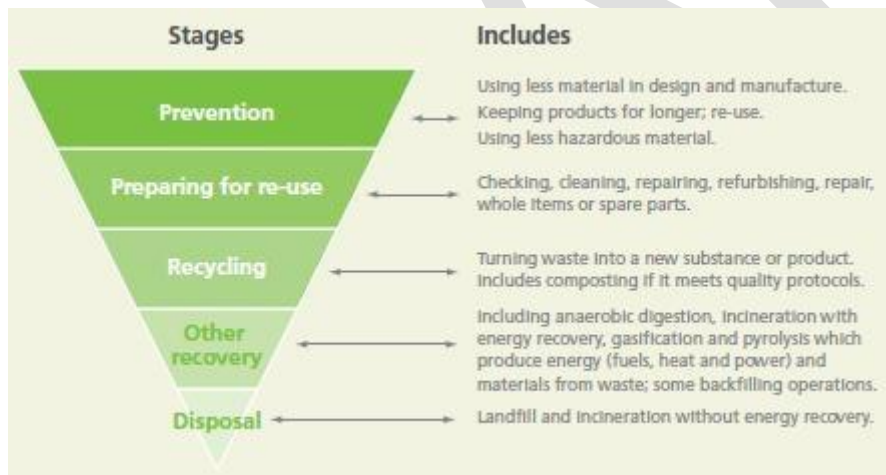 Stages
Includes
Prevention
Using less material in design and manufacture.
Keeping products for longer; re-use.
Using less hazardous material.
Preparing for re-use
Checking, cleaning, repairing, refurbishing, repair,
whole items or spare parts.
Recycling
Turning waste into a new substance or product.
Includes composting if it meets quality protocols.
Other
recovery
Including anaerobic digestion, incineration with
energy recovery, gasification and pyrolysis which
produce energy (fuels, heat and power) and
materials from waste; some backfilling operations.
Disposal
Landfill and incineration without energy recovery.